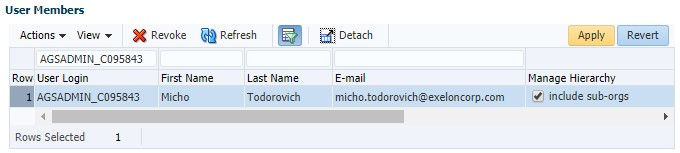 User Members
Actions View Revoke Refresh Detach Apply Revert
AGSADMIN_C095843
Row User Login First Name Last Name E-mail Manage Hierarchy
1 AGSADMIN_C095843 Micho Todorovich micho.todorovich@exeloncorp.com include sub-orgs
Rows Selected 1